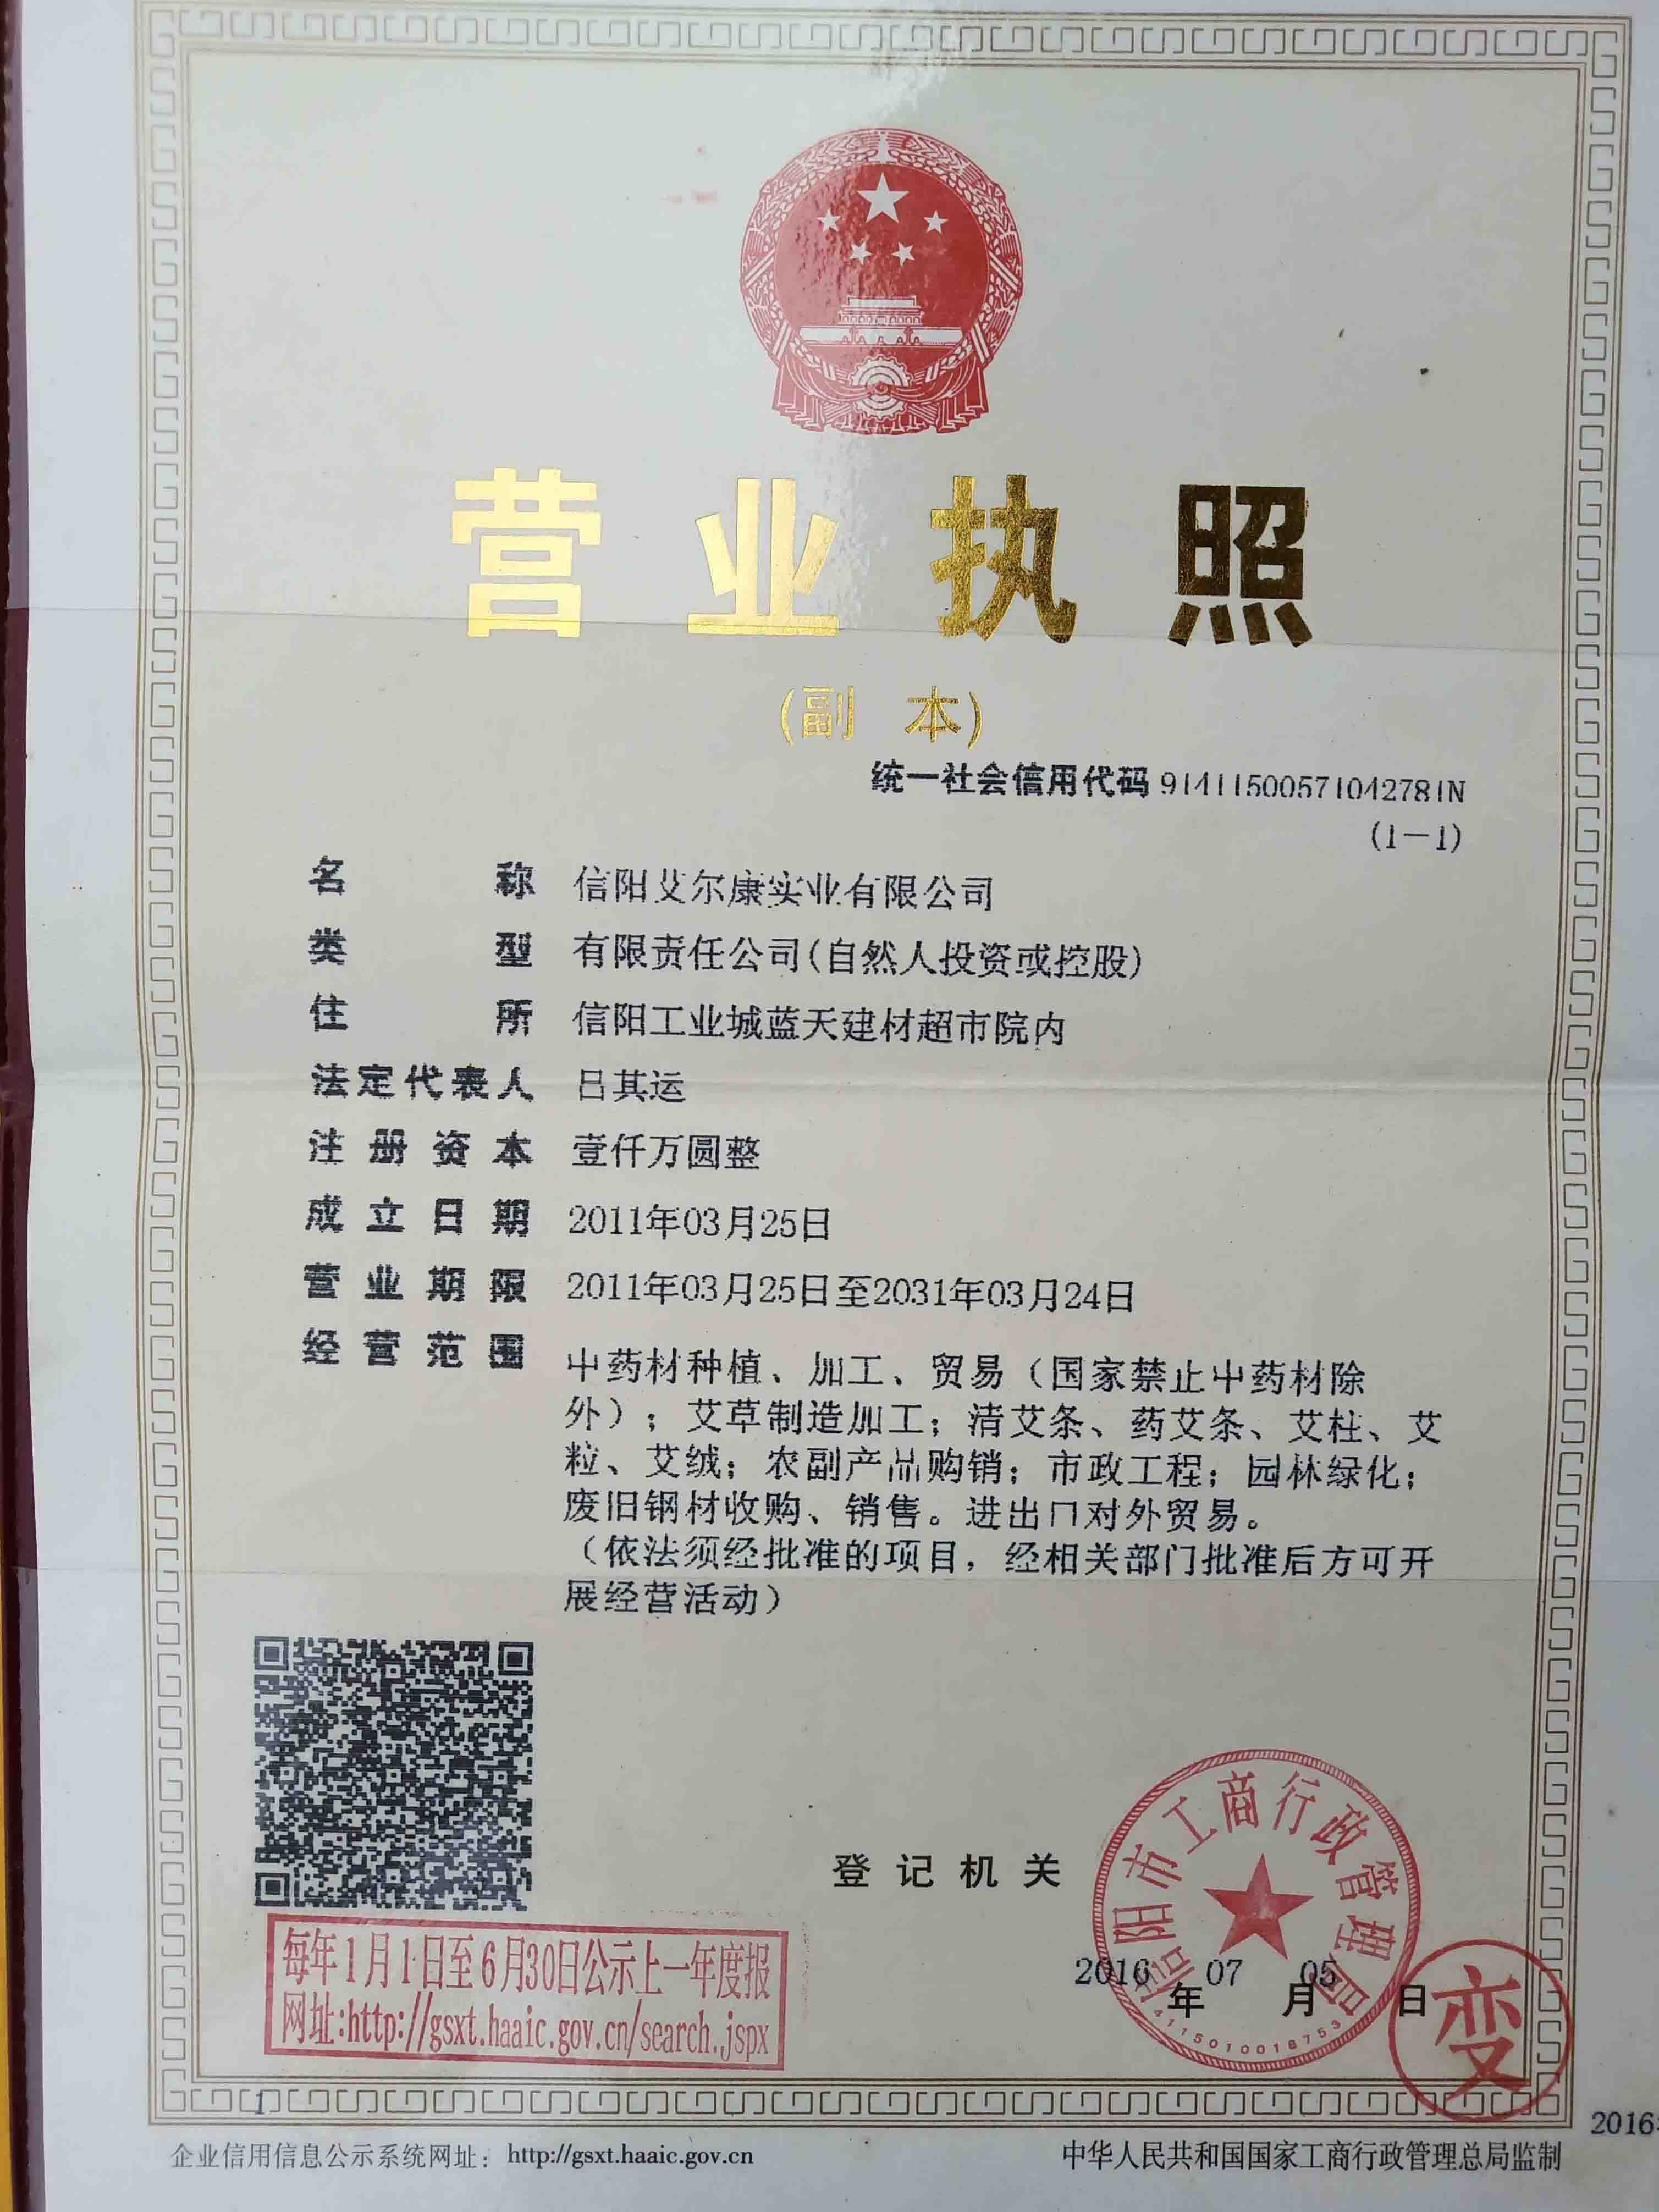 营业执照
(副 本)
统一社会信用代码 91411500571042781N
(1-1)
名称 信阳艾尔康实业有限公司
类型 有限责任公司(自然人投资或控股)
住所 信阳工业城蓝天建材超市院内
法定代表人 吕其运
注册资本 壹仟万圆整
成立日期 2011年03月25日
营业期限 2011年03月25日至2031年03月24日
经营范围 中药材种植、加工、贸易（国家禁止中药材除
外）；艾草制造加工；清艾条、药艾条、艾柱、艾
粒、艾绒；农副产品购销；市政工程；园林绿化；
废旧钢材收购、销售。进出口对外贸易。
（依法须经批准的项目，经相关部门批准后方可开
展经营活动）
登记机关
信阳市工商行政管理局
4115010018753
2016年07月05日
变
每年1月1日至6月30日公示上一年度报
网址:http://gsxt.haaic.gov.cn/search.jspx
1
2016
企业信用信息公示系统网址：http://gsxt.haaic.gov.cn
中华人民共和国国家工商行政管理总局监制